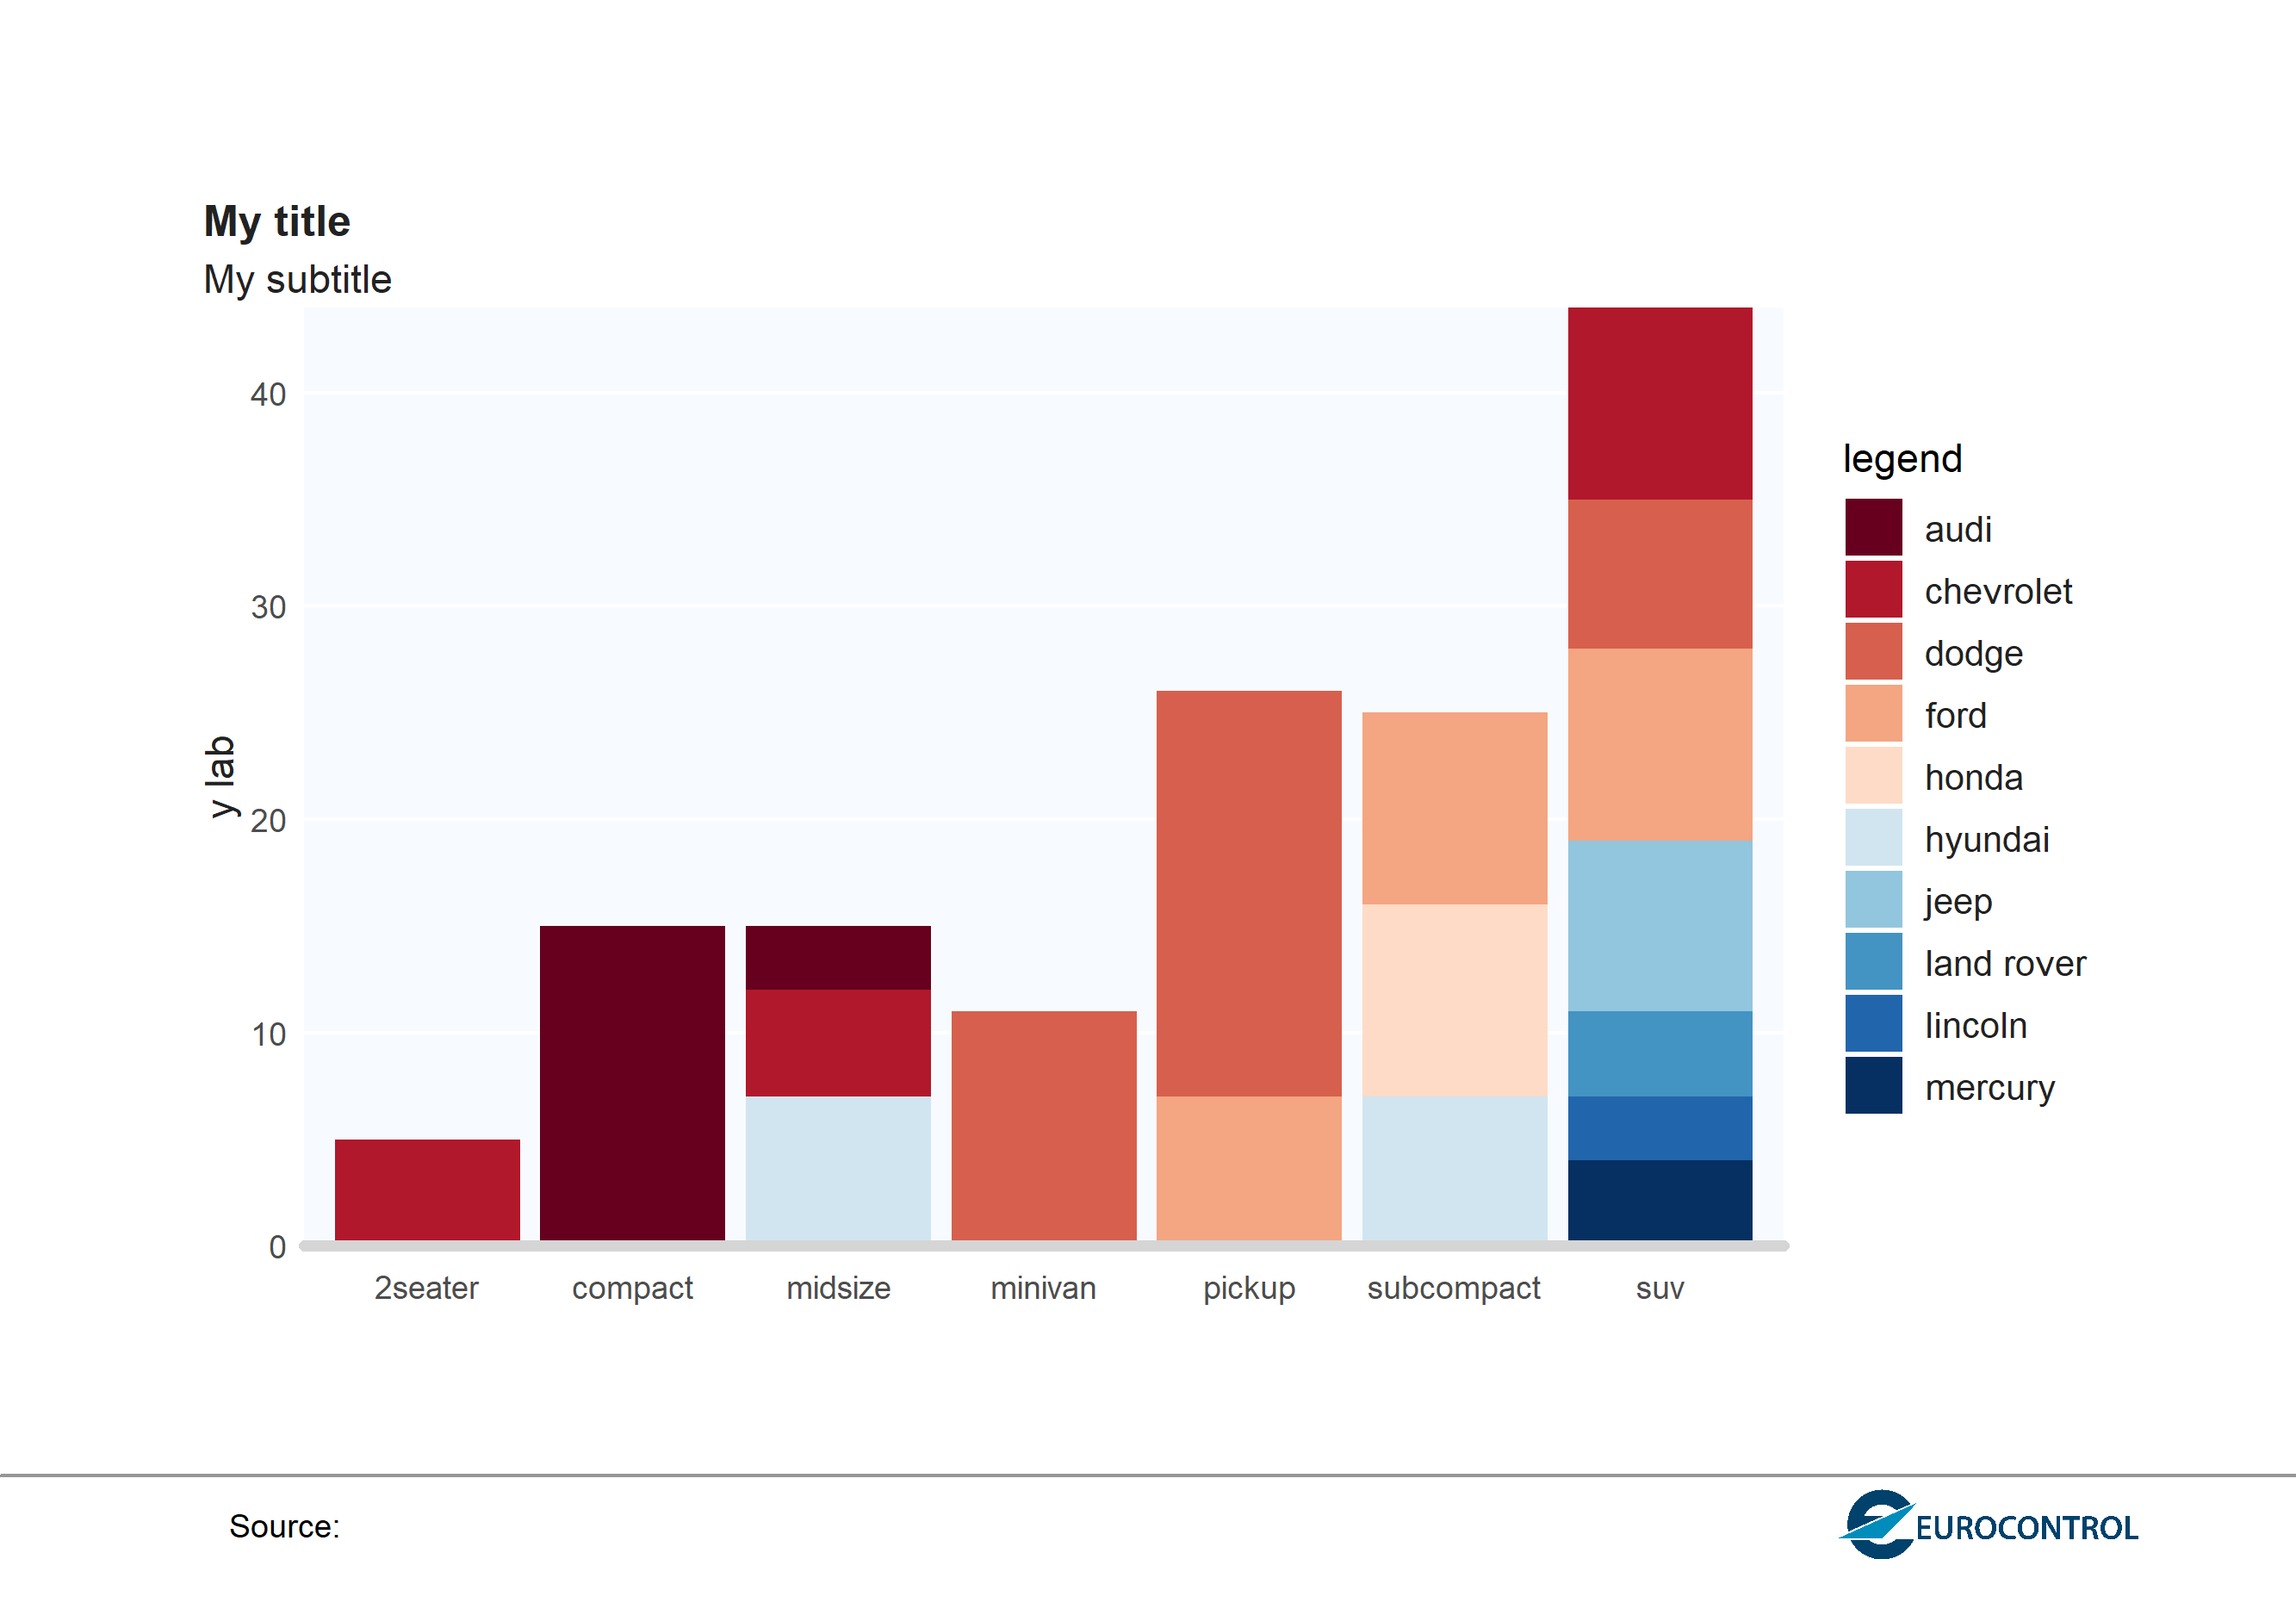 My title
My subtitle
y lab
40
30
20
10
0
2seater compact midsize minivan pickup subcompact suv
legend
audi
chevrolet
dodge
ford
honda
hyundai
jeep
land rover
lincoln
mercury
Source:
EUROCONTROL